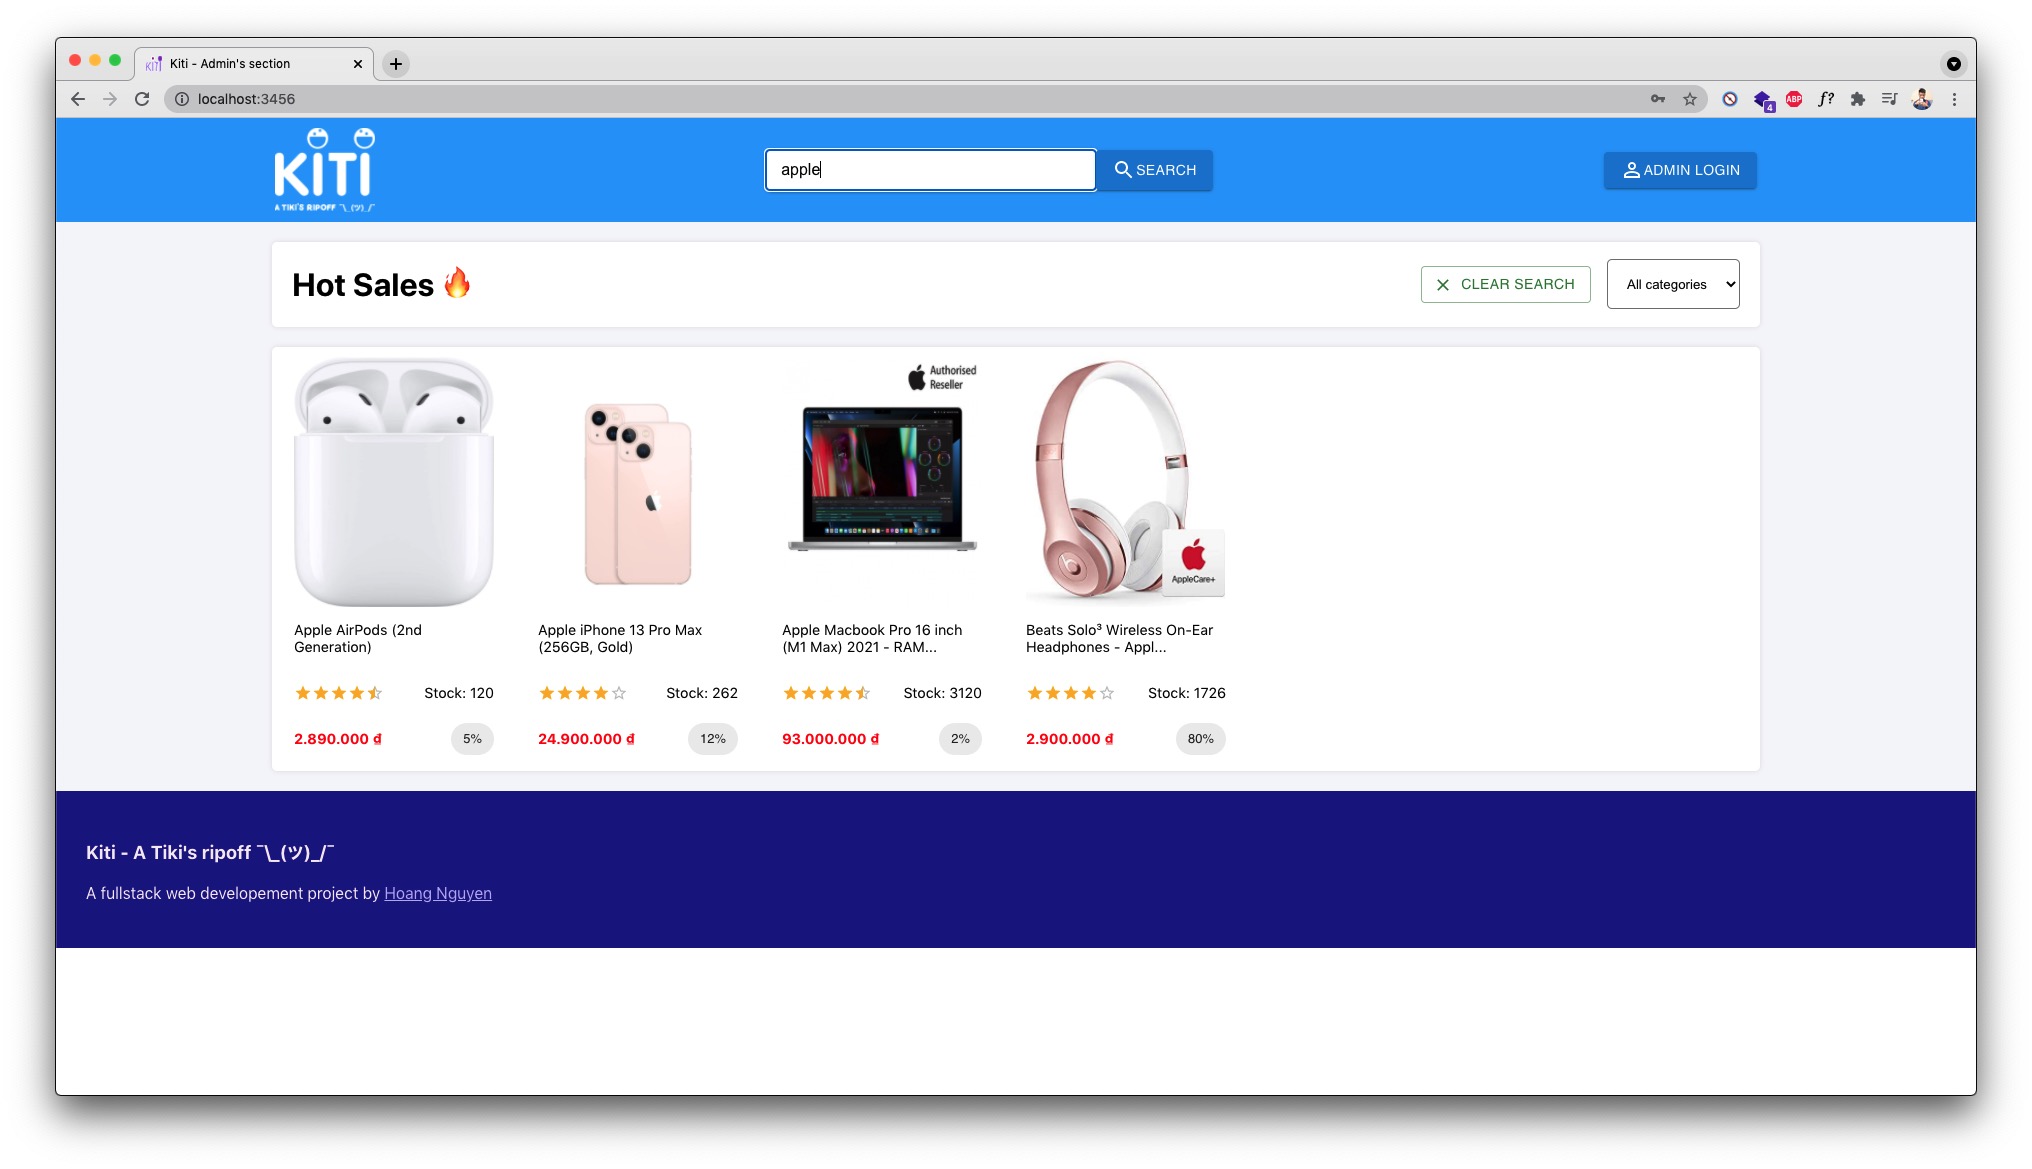 Kiti - Admin's section
localhost:3456
4
ABP
f?
KiTi
A TIKI'S RIPOFF ¯\_(ツ)_/¯
apple
SEARCH
ADMIN LOGIN
Hot Sales 🔥
CLEAR SEARCH
All categories
Authorised
Reseller
AppleCare+
Apple AirPods (2nd
Generation)
Stock: 120
2.890.000 ₫
5%
Apple iPhone 13 Pro Max
(256GB, Gold)
Stock: 262
24.900.000 ₫
12%
Apple Macbook Pro 16 inch
(M1 Max) 2021 - RAM...
Stock: 3120
93.000.000 ₫
2%
Beats Solo³ Wireless On-Ear
Headphones - Appl...
Stock: 1726
2.900.000 ₫
80%
Kiti - A Tiki's ripoff ¯\_(ツ)_/¯
A fullstack web developement project by Hoang Nguyen